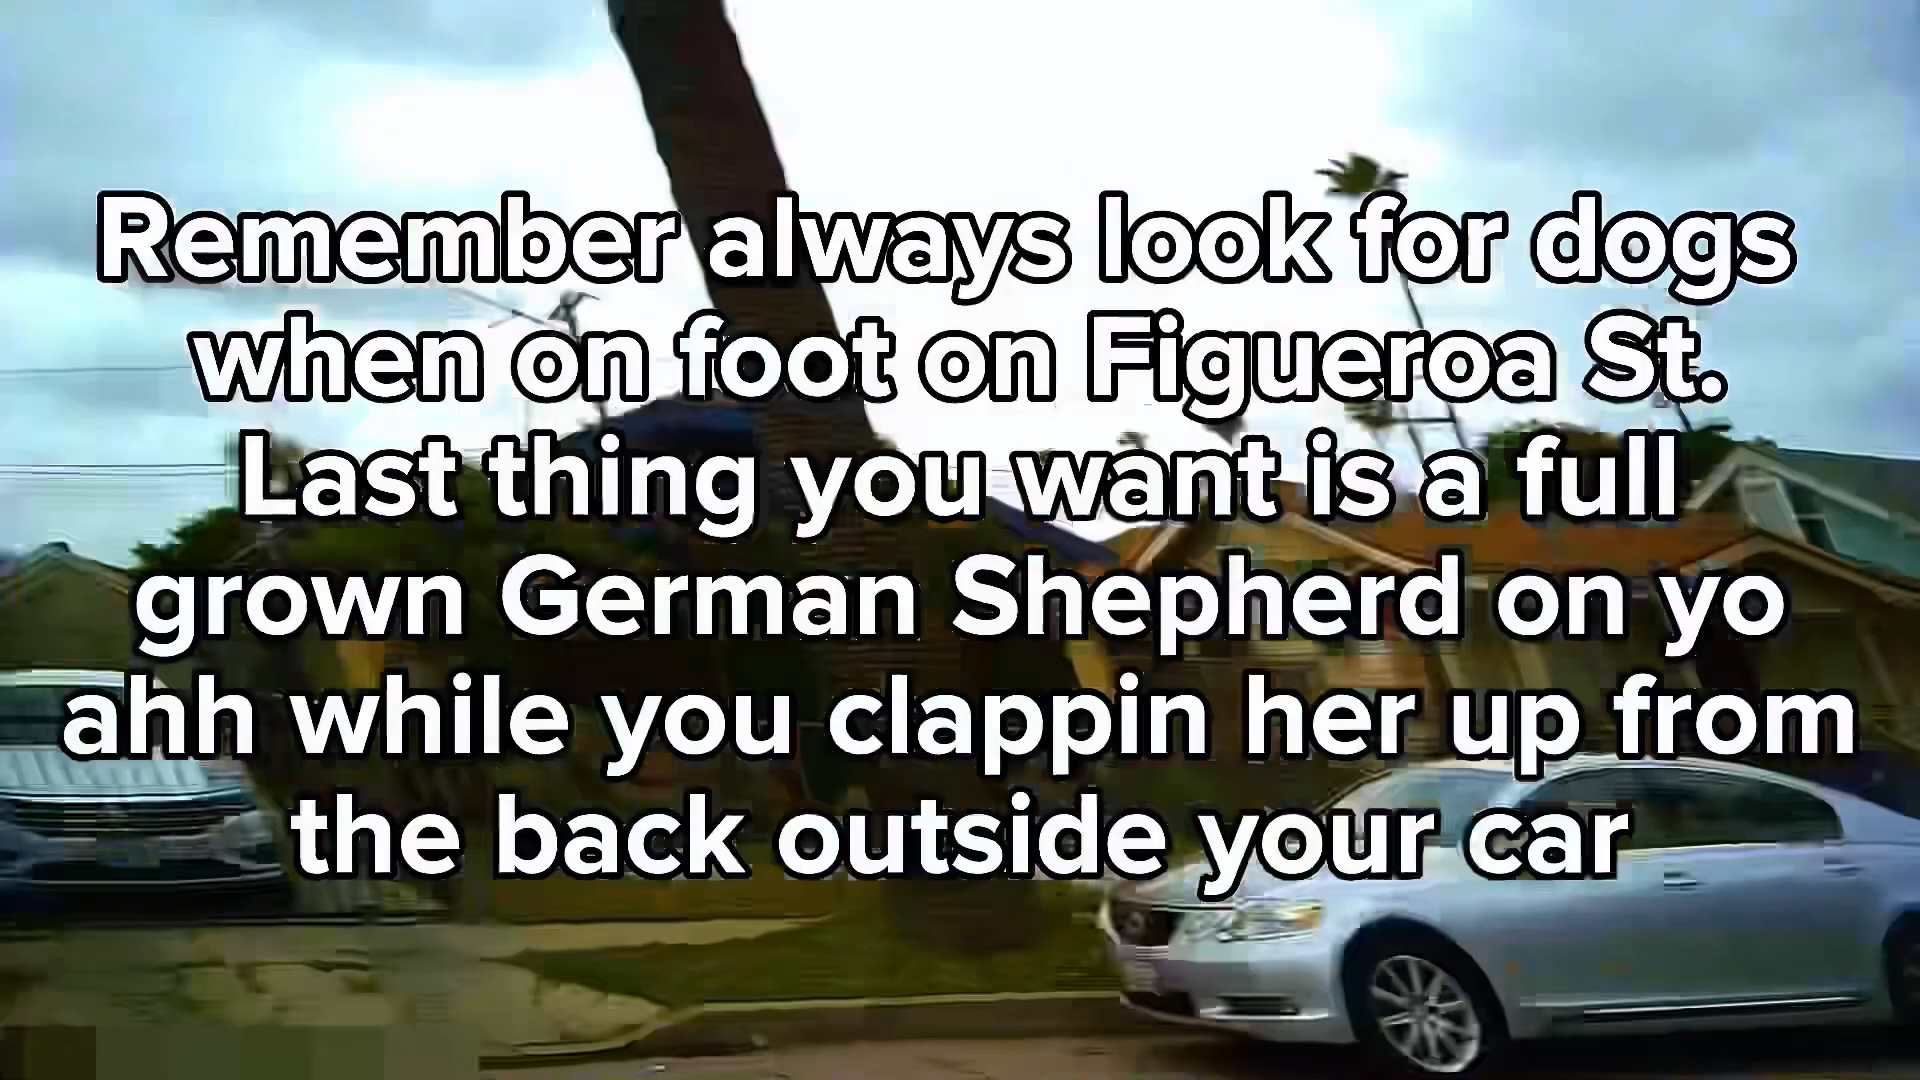 Remember always look for dogs
when on foot on Figueroa St.
Last thing you want is a full
grown German Shepherd on yo
ahh while you clappin her up from
the back outside your car